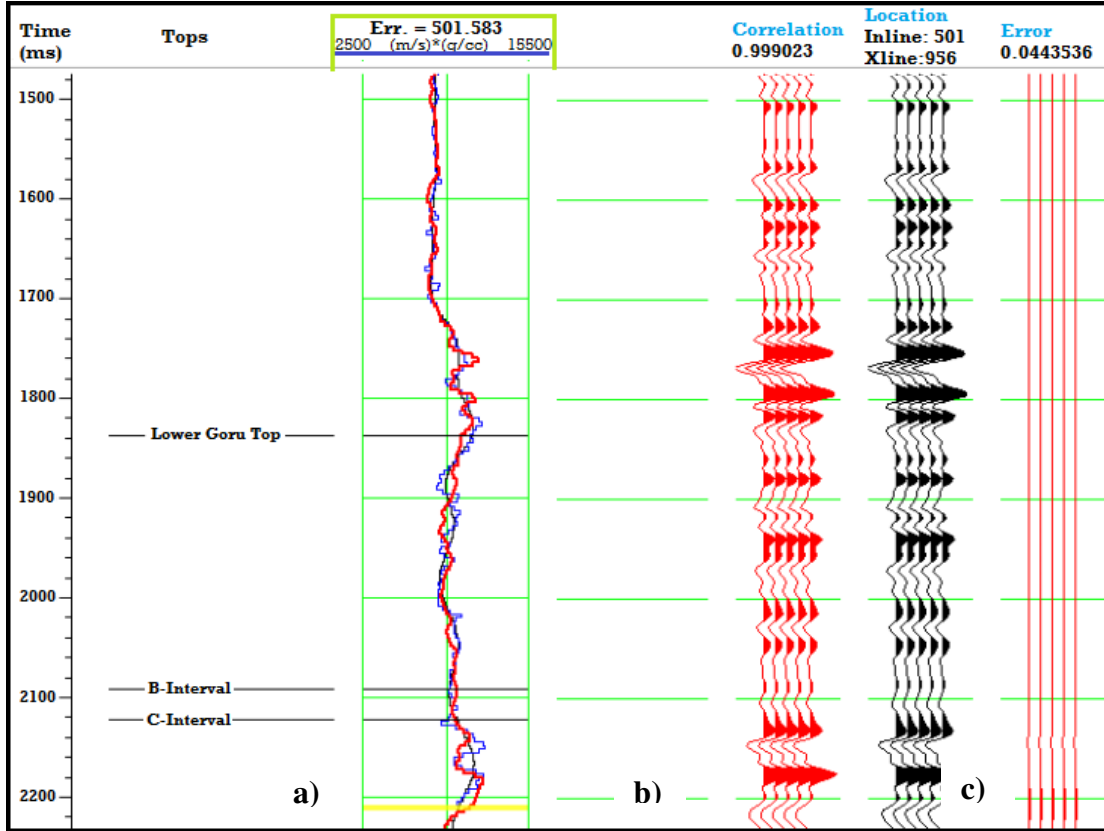 Time
(ms)
Tops
Err. = 501.583
2500 (m/s)*(g/cc) 15500
Correlation
0.999023
Location
Inline: 501
Xline:956
Error
0.0443536
1500
1600
1700
1800
Lower Goru Top
1900
2000
B-Interval
2100
C-Interval
2200
a)
b)
c)